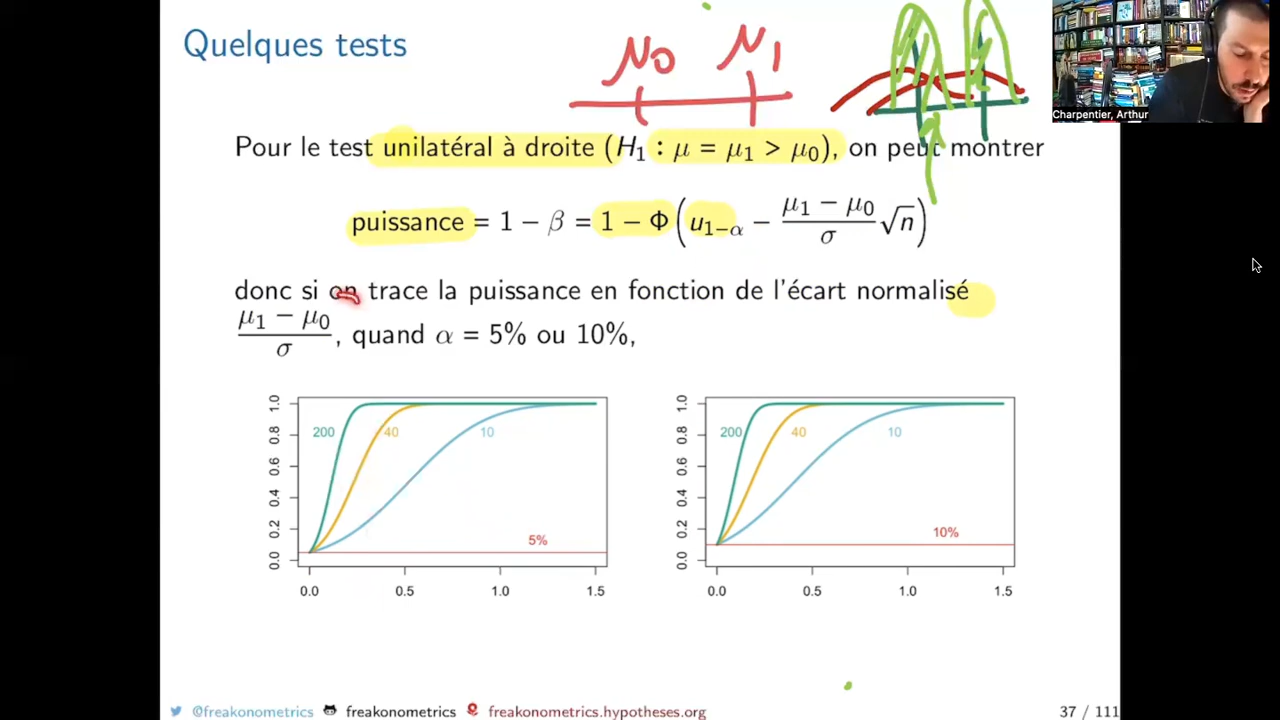 Quelques tests
μ0 μ1
Charpentier, Arthur
Pour le test unilatéral à droite (H1 : μ = μ1 > μ0), on peut montrer
puissance = 1 − β = 1 − Φ(u1−α − (μ1 − μ0)/σ √n)
donc si on trace la puissance en fonction de l'écart normalisé
(μ1 − μ0)/σ, quand α = 5% ou 10%,
0.0 0.2 0.4 0.6 0.8 1.0
200 40 10
5%
0.0 0.5 1.0 1.5
0.0 0.2 0.4 0.6 0.8 1.0
200 40 10
10%
0.0 0.5 1.0 1.5
@freakonometrics freakonometrics freakonometrics.hypotheses.org 37 / 111